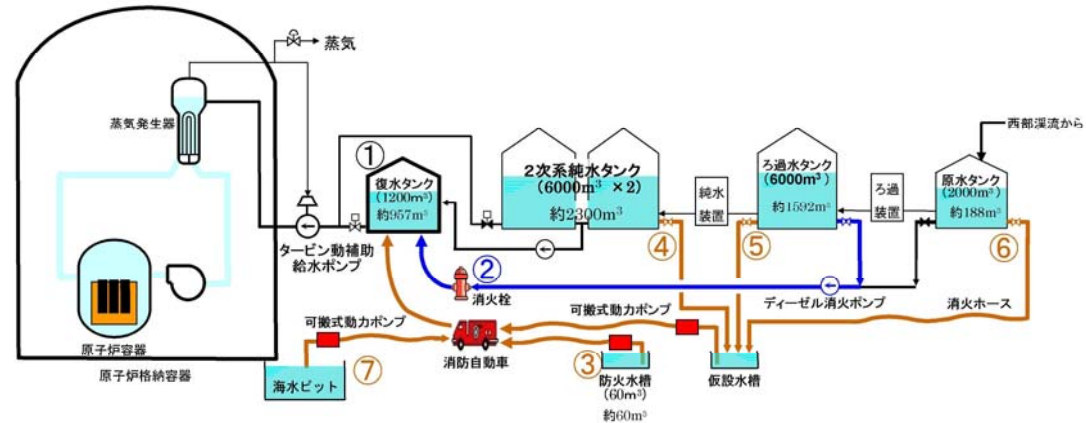 蒸気
蒸気発生器
西部渓流から
①
復水タンク
(1200m³)
約957m³
2次系純水タンク
(6000m³ ×2)
約2300m³
純水
装置
ろ過水タンク
(6000m³)
約1592m³
ろ過
装置
原水タンク
(2000m³)
約188m³
タービン動補助
給水ポンプ
④
⑤
⑥
②
消火栓
ディーゼル消火ポンプ
消火ホース
可搬式動力ポンプ
可搬式動力ポンプ
原子炉容器
原子炉格納容器
海水ピット
⑦
消防自動車
③
防火水槽
(60m³)
約60m³
仮設水槽